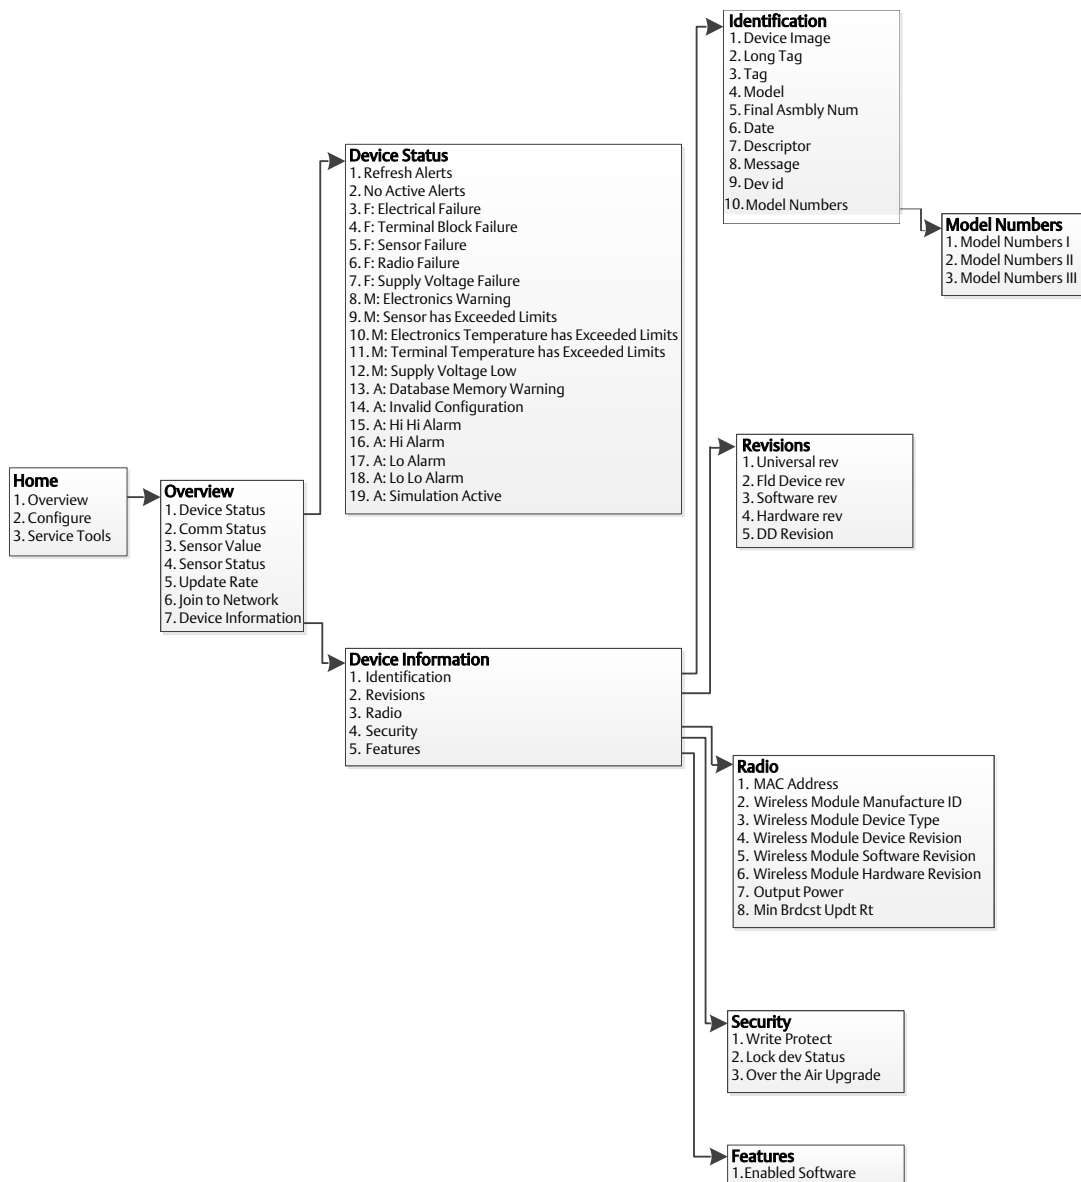 Home
1. Overview
2. Configure
3. Service Tools
Overview
1. Device Status
2. Comm Status
3. Sensor Value
4. Sensor Status
5. Update Rate
6. Join to Network
7. Device Information
Device Status
1. Refresh Alerts
2. No Active Alerts
3. F: Electrical Failure
4. F: Terminal Block Failure
5. F: Sensor Failure
6. F: Radio Failure
7. F: Supply Voltage Failure
8. M: Electronics Warning
9. M: Sensor has Exceeded Limits
10. M: Electronics Temperature has Exceeded Limits
11. M: Terminal Temperature has Exceeded Limits
12. M: Supply Voltage Low
13. A: Database Memory Warning
14. A: Invalid Configuration
15. A: Hi Hi Alarm
16. A: Hi Alarm
17. A: Lo Alarm
18. A: Lo Lo Alarm
19. A: Simulation Active
Device Information
1. Identification
2. Revisions
3. Radio
4. Security
5. Features
Identification
1. Device Image
2. Long Tag
3. Tag
4. Model
5. Final Asmbly Num
6. Date
7. Descriptor
8. Message
9. Dev id
10. Model Numbers
Model Numbers
1. Model Numbers I
2. Model Numbers II
3. Model Numbers III
Revisions
1. Universal rev
2. Fld Device rev
3. Software rev
4. Hardware rev
5. DD Revision
Radio
1. MAC Address
2. Wireless Module Manufacture ID
3. Wireless Module Device Type
4. Wireless Module Device Revision
5. Wireless Module Software Revision
6. Wireless Module Hardware Revision
7. Output Power
8. Min Brdcst Updt Rt
Security
1. Write Protect
2. Lock dev Status
3. Over the Air Upgrade
Features
1.Enabled Software